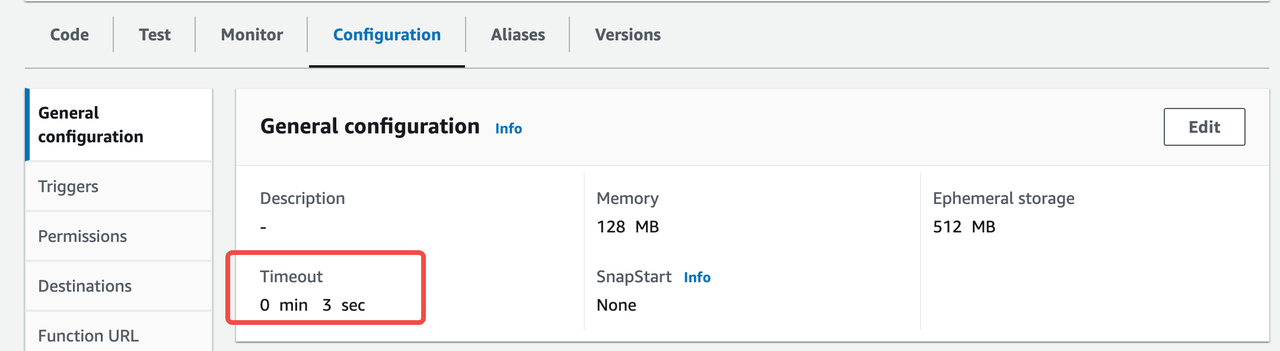 Code Test Monitor Configuration Aliases Versions
General
configuration
Triggers
Permissions
Destinations
Function URL
General configuration Info
Edit
Description
-
Memory
128 MB
Ephemeral storage
512 MB
Timeout
0 min 3 sec
SnapStart Info
None